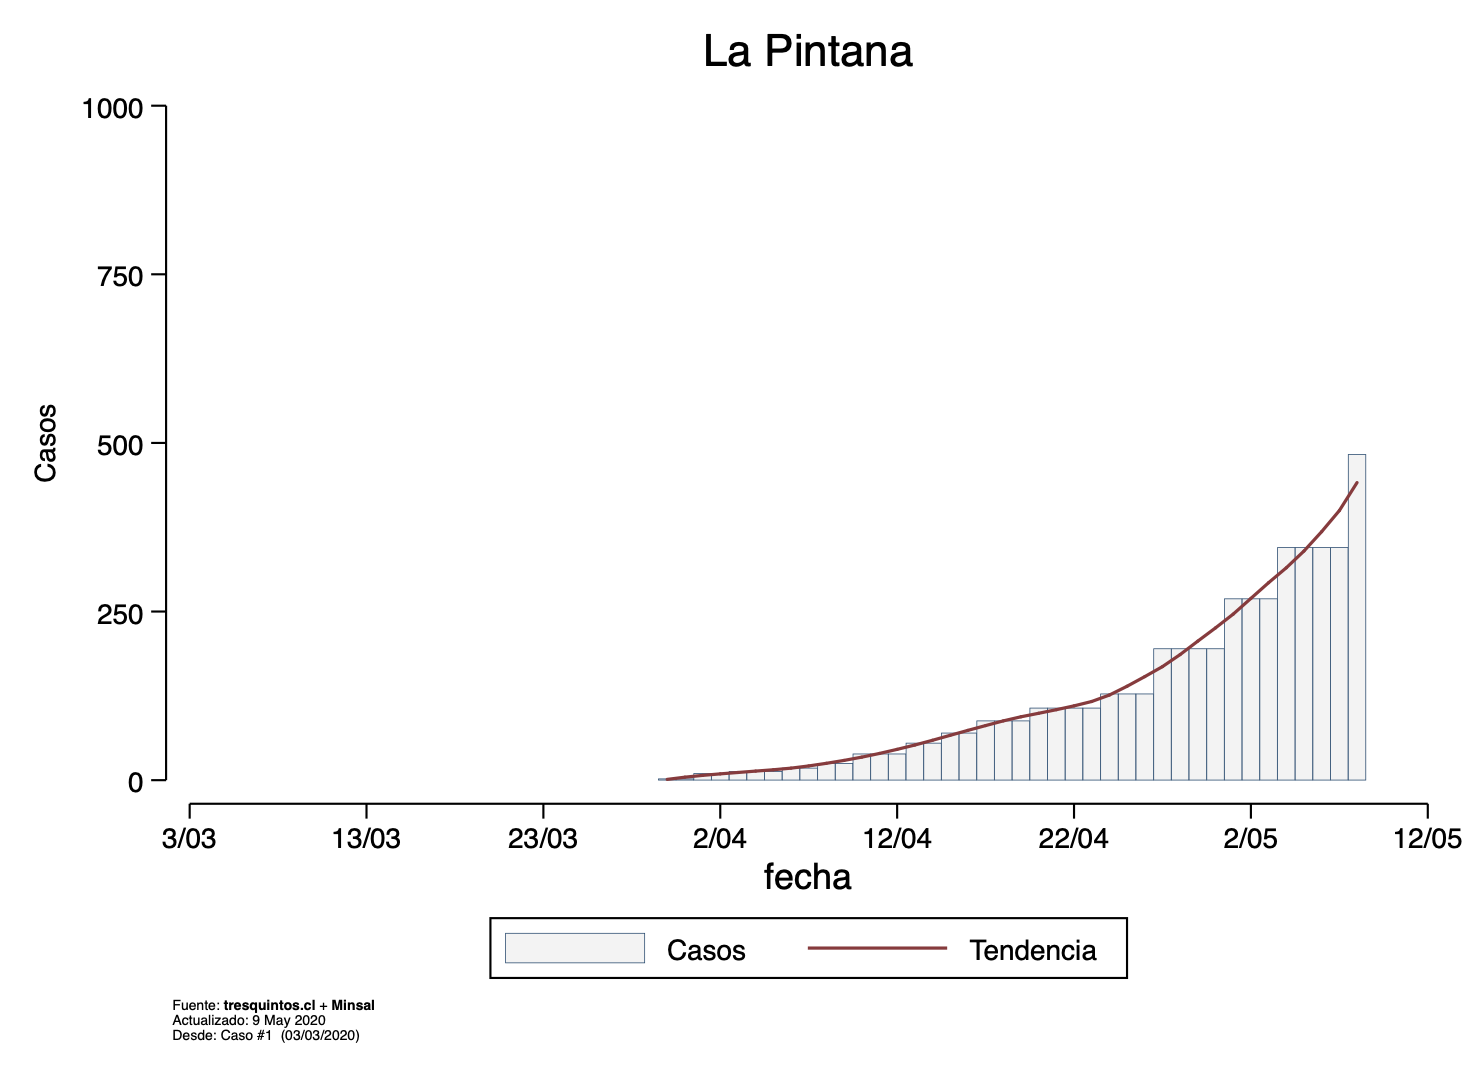 La Pintana
1000
750
500
250
0
Casos
3/03 13/03 23/03 2/04 12/04 22/04 2/05 12/05
fecha
Casos Tendencia
Fuente: tresquintos.cl + Minsal
Actualizado: 9 May 2020
Desde: Caso #1 (03/03/2020)